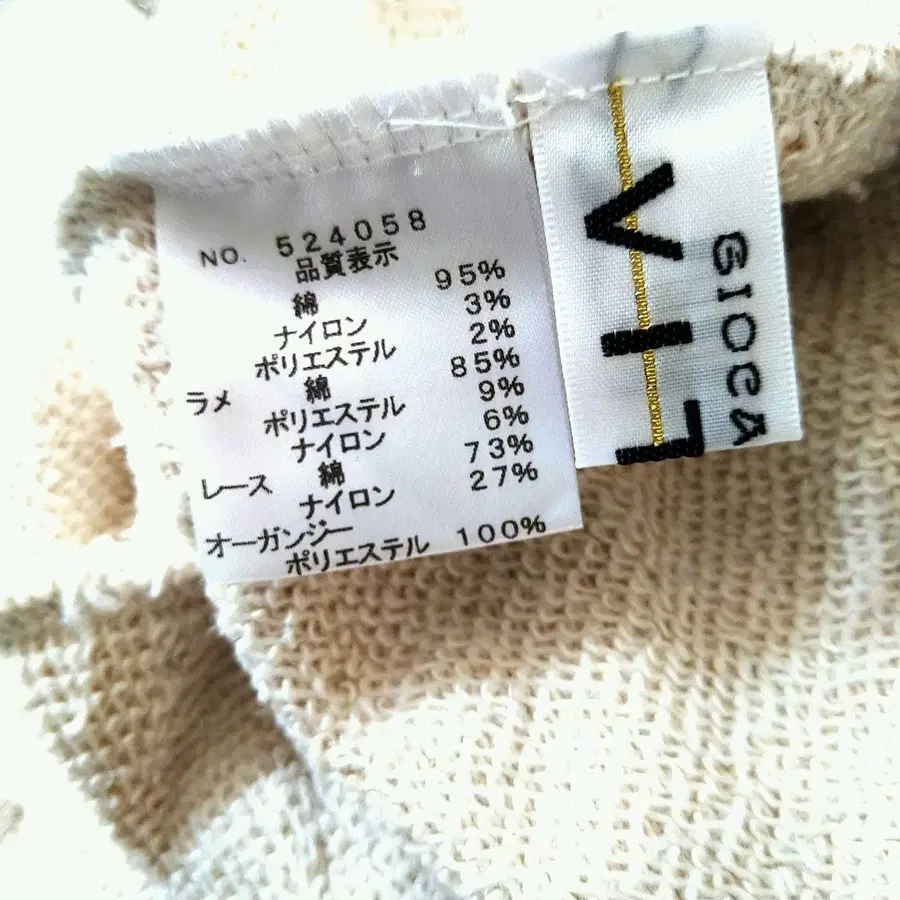 NO. 524058
品質表示
綿 95%
ナイロン 3%
ポリエステル 2%
ラメ 綿 85%
ポリエステル 9%
ナイロン 6%
レース 綿 73%
ナイロン 27%
オーガンジー
ポリエステル 100%
GIOCA
VI